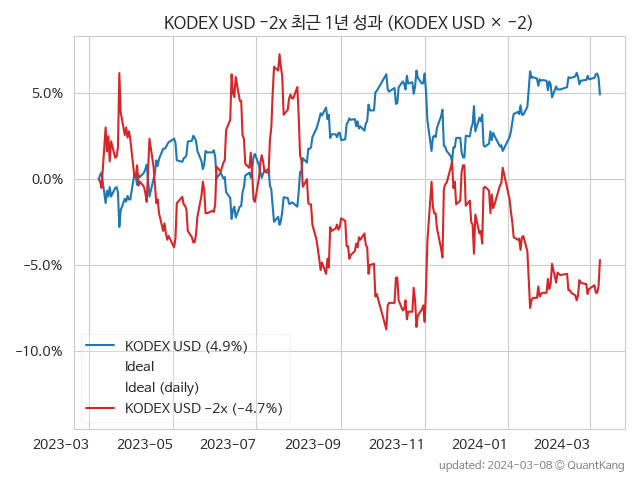 KODEX USD −2x 최근 1년 성과 (KODEX USD × −2)
5.0%
0.0%
−5.0%
−10.0%
KODEX USD (4.9%)
Ideal
Ideal (daily)
KODEX USD −2x (−4.7%)
2023-03 2023-05 2023-07 2023-09 2023-11 2024-01 2024-03
updated: 2024-03-08 © QuantKang